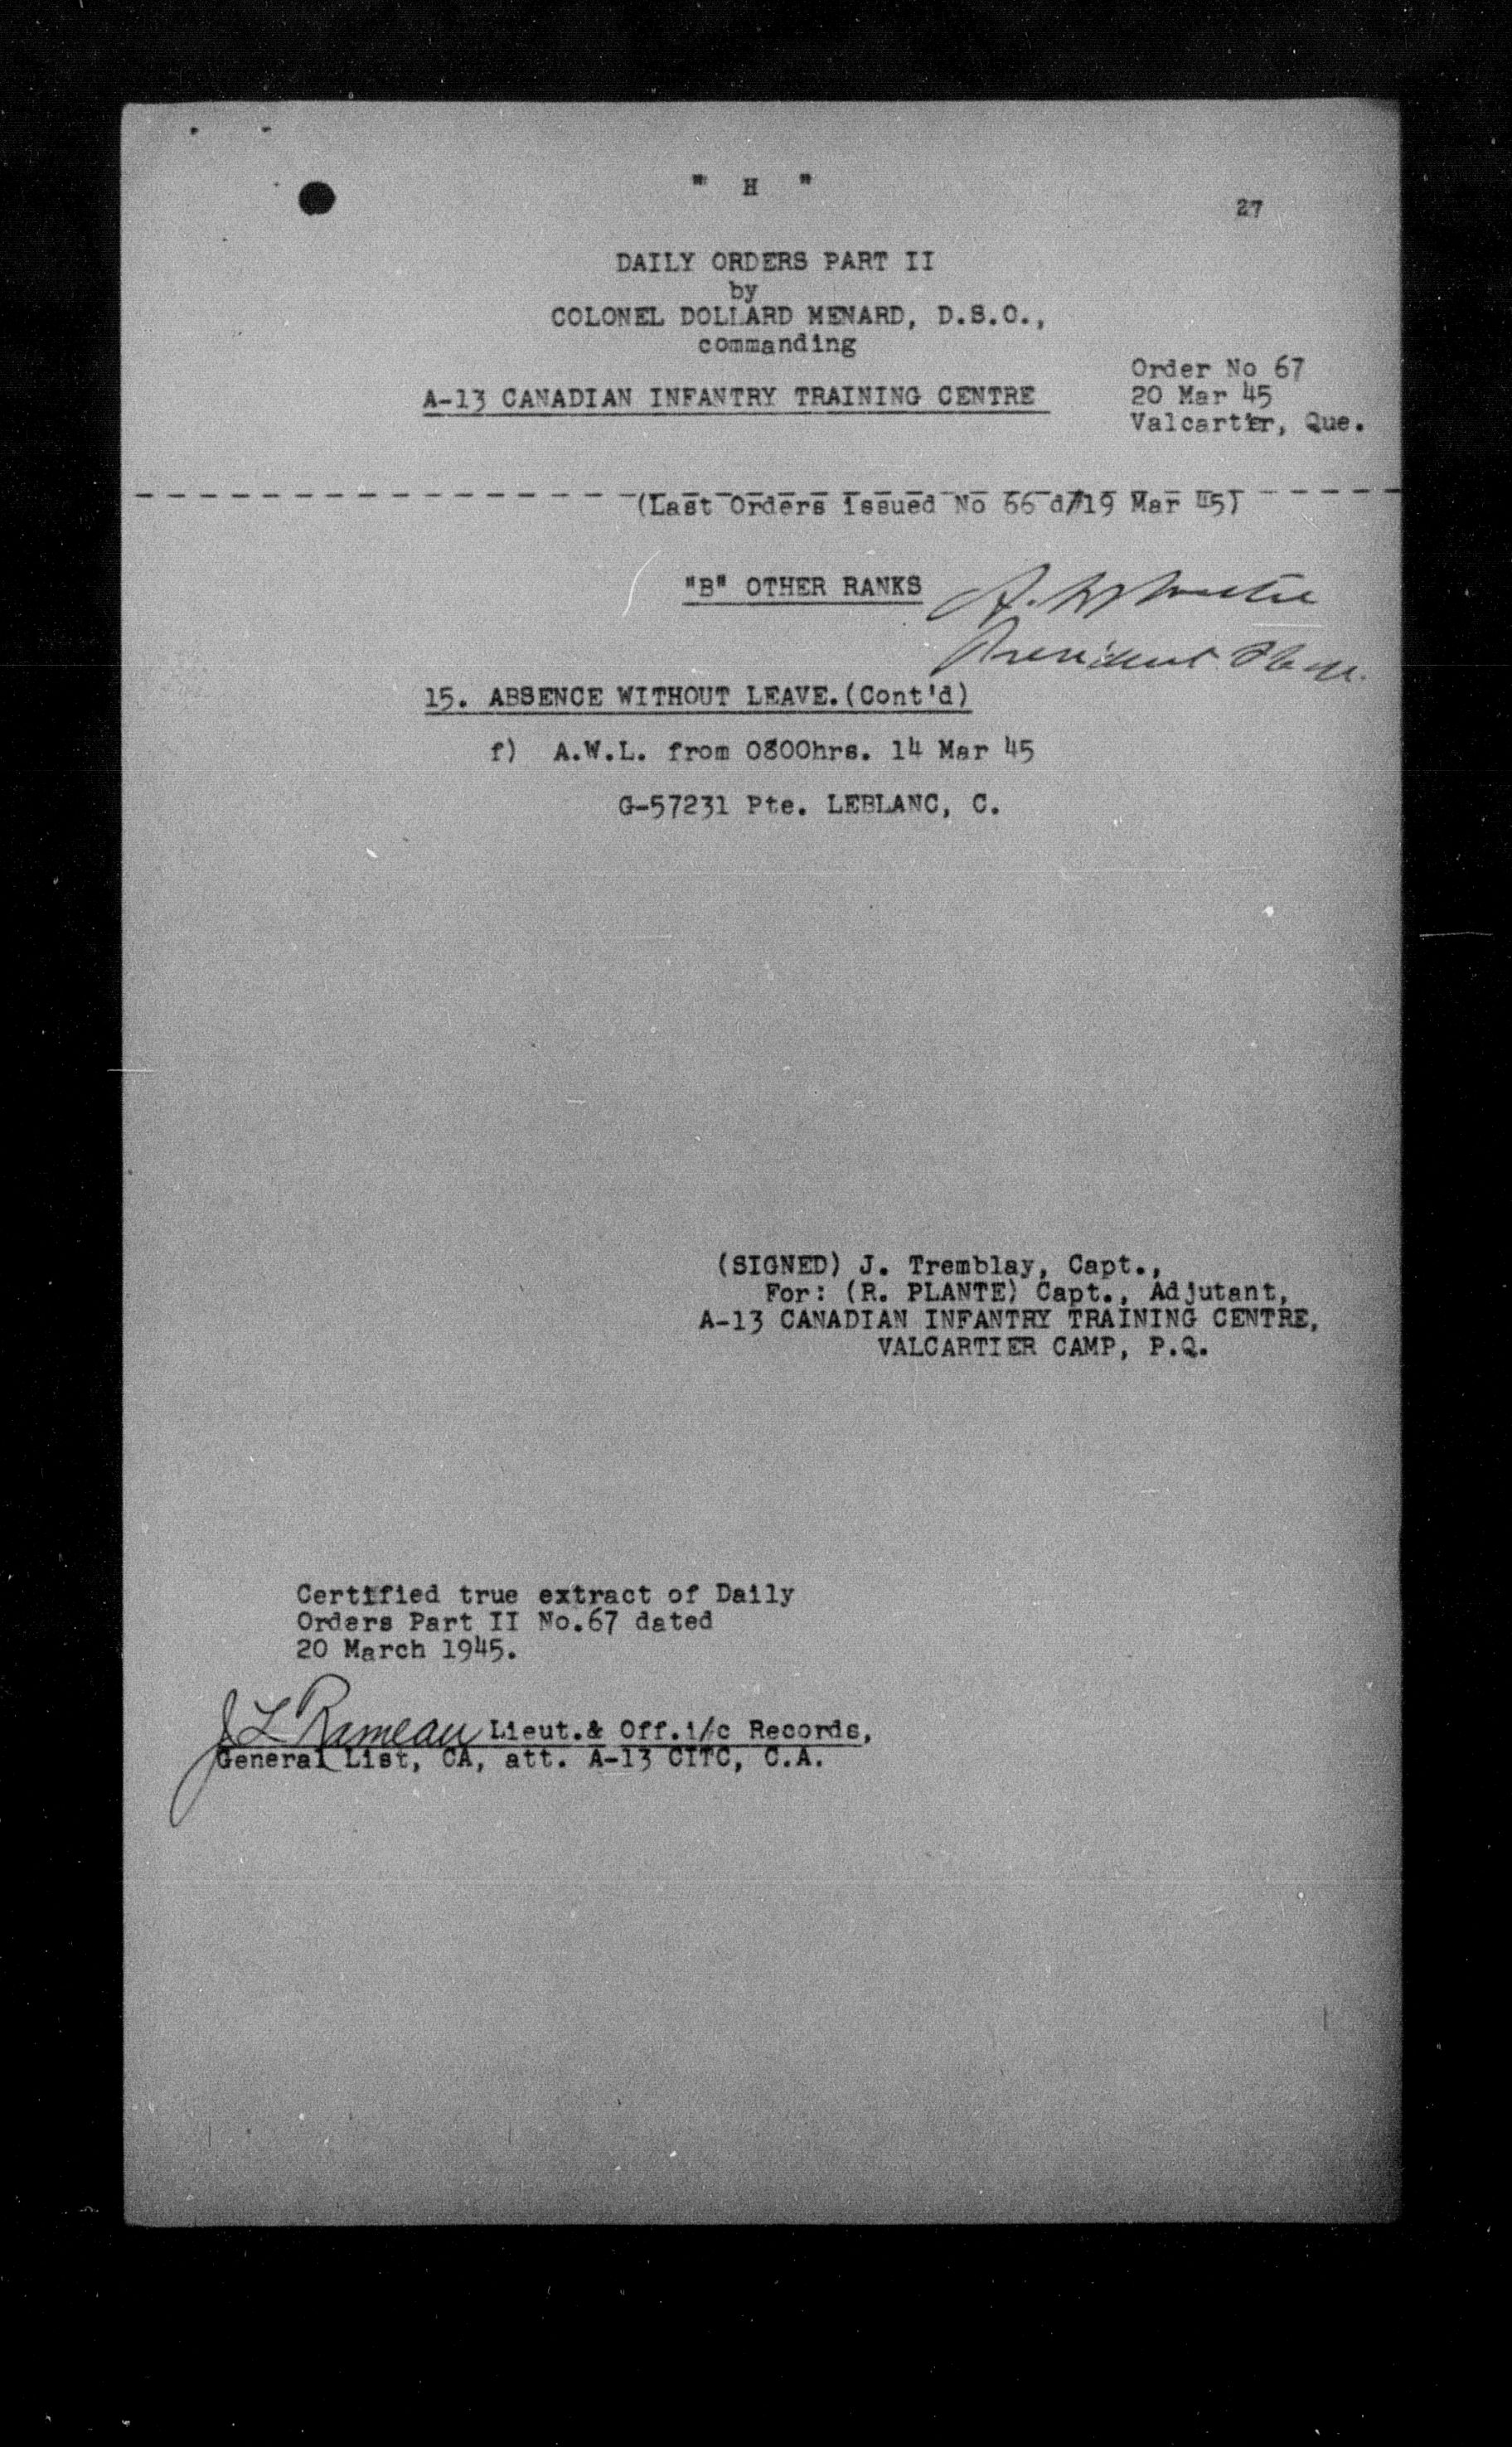 " H "
27
DAILY ORDERS PART II
by
COLONEL DOLLARD MENARD, D.S.O.,
commanding
Order No 67
A-13 CANADIAN INFANTRY TRAINING CENTRE
20 Mar 45
Valcartier, Que.
(Last Orders issued No 66 d/19 Mar 45)
"B" OTHER RANKS
President
15. ABSENCE WITHOUT LEAVE.(Cont'd)
f) A.W.L. from 0800hrs. 14 Mar 45
G-57231 Pte. LEBLANC, C.
(SIGNED) J. Tremblay, Capt.,
For: (R. PLANTE) Capt., Adjutant,
A-13 CANADIAN INFANTRY TRAINING CENTRE,
VALCARTIER CAMP, P.Q.
Certified true extract of Daily
Orders Part II No.67 dated
20 March 1945.
J L Rameau Lieut.& Off.i/c Records,
General List, CA, att. A-13 CITC, C.A.